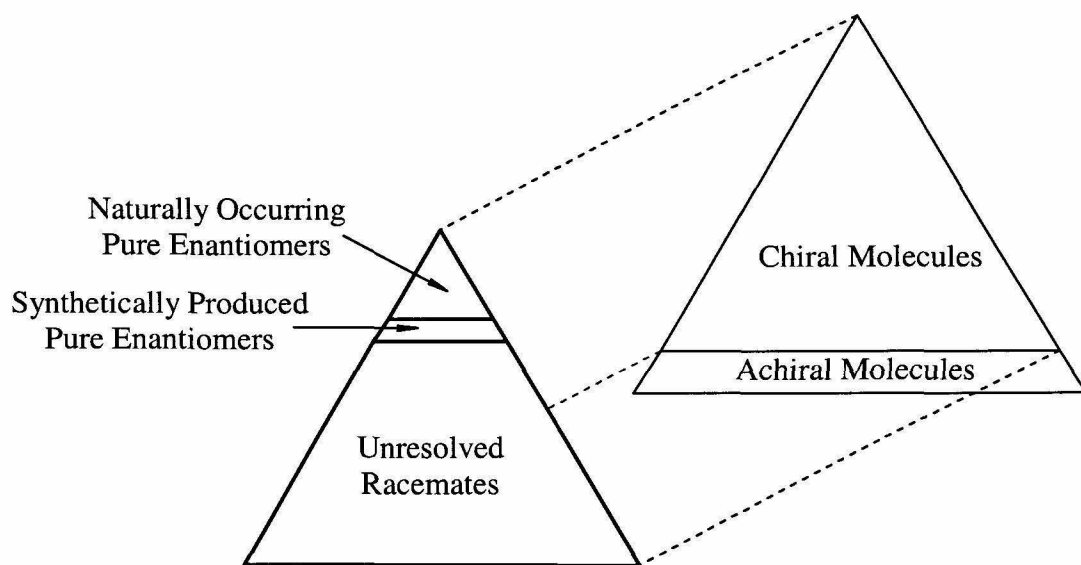 Naturally Occurring
Pure Enantiomers
Synthetically Produced
Pure Enantiomers
Unresolved
Racemates
Chiral Molecules
Achiral Molecules